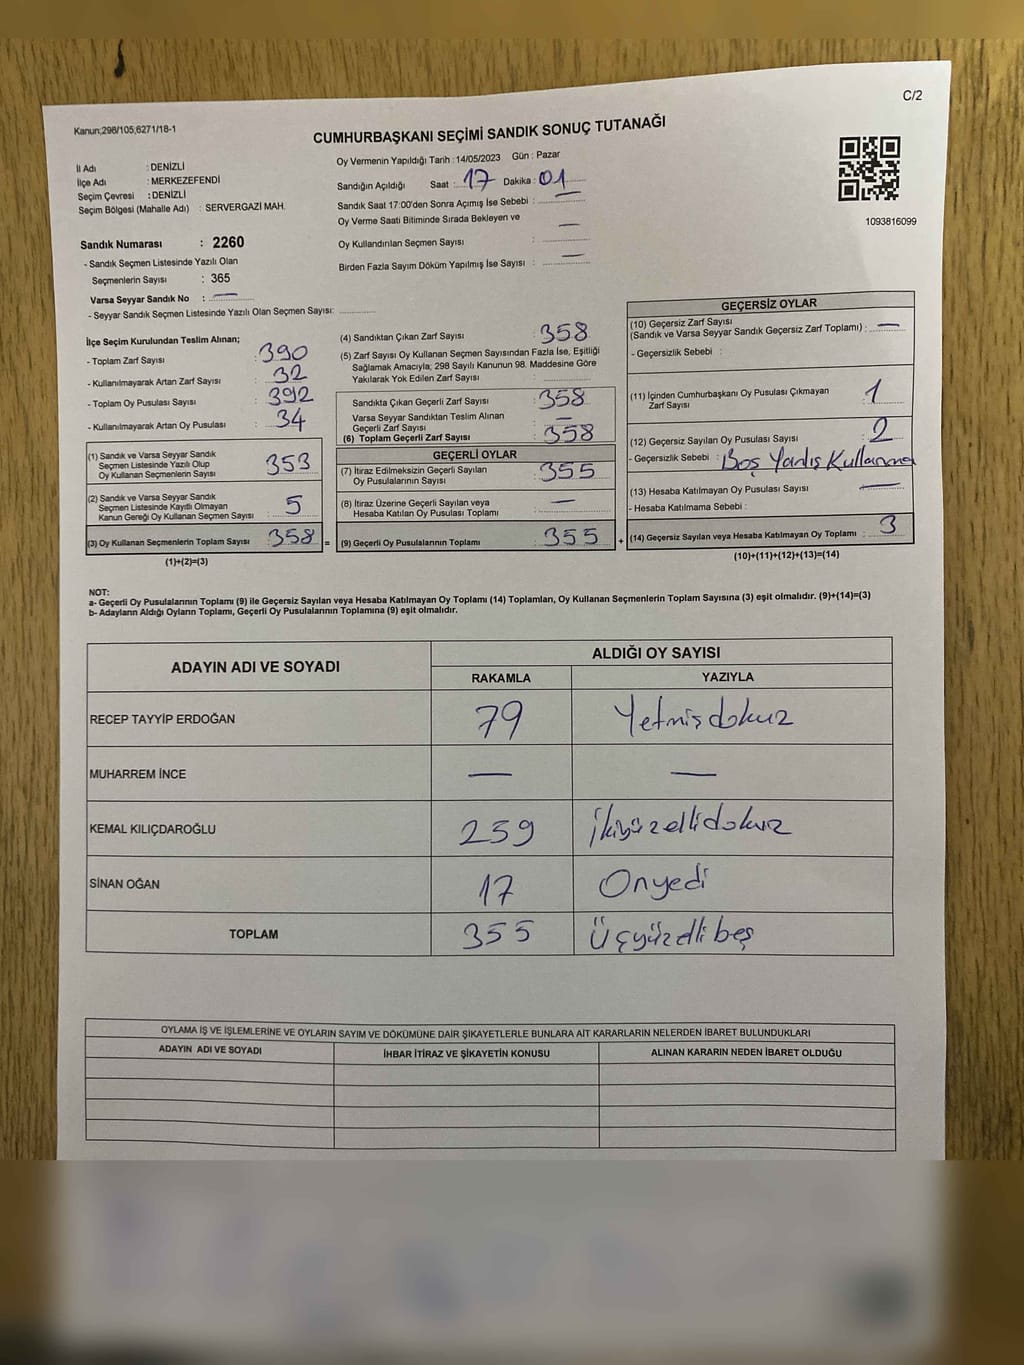 C/2
Kanun;298/105,6271/18-1
CUMHURBAŞKANI SEÇİMİ SANDIK SONUÇ TUTANAĞI
İl Adı : DENİZLİ
İlçe Adı : MERKEZEFENDİ
Seçim Çevresi : DENİZLİ
Seçim Bölgesi (Mahalle Adı) : SERVERGAZİ MAH.
Oy Vermenin Yapıldığı Tarih : 14/05/2023 Gün : Pazar
Sandığın Açıldığı Saat : 17 Dakika : 01
Sandık Saat 17:00'den Sonra Açımış İse Sebebi : —
Oy Verme Saati Bitiminde Sırada Bekleyen ve
Oy Kullandırılan Seçmen Sayısı : —
Birden Fazla Sayım Döküm Yapılmış İse Sayısı : —
1093816099
Sandık Numarası : 2260
- Sandık Seçmen Listesinde Yazılı Olan
Seçmenlerin Sayısı : 365
Varsa Seyyar Sandık No : —
- Seyyar Sandık Seçmen Listesinde Yazılı Olan Seçmen Sayısı:
İlçe Seçim Kurulundan Teslim Alınan;
- Toplam Zarf Sayısı : 390
- Kullanılmayarak Artan Zarf Sayısı : 32
- Toplam Oy Pusulası Sayısı : 392
- Kullanılmayarak Artan Oy Pusulası : 34
(1) Sandık ve Varsa Seyyar Sandık
Seçmen Listesinde Yazılı Olup
Oy Kullanan Seçmenlerin Sayısı : 353
(2) Sandık ve Varsa Seyyar Sandık
Seçmen Listesinde Kayıtlı Olmayan
Kanun Gereği Oy Kullanan Seçmen Sayısı : 5
(3) Oy Kullanan Seçmenlerin Toplam Sayısı : 358 =
(1)+(2)=(3)
(4) Sandıktan Çıkan Zarf Sayısı : 358
(5) Zarf Sayısı Oy Kullanan Seçmen Sayısından Fazla İse, Eşitliği
Sağlamak Amacıyla; 298 Sayılı Kanunun 98. Maddesine Göre
Yakılarak Yok Edilen Zarf Sayısı :
Sandıkta Çıkan Geçerli Zarf Sayısı : 358
Varsa Seyyar Sandıktan Teslim Alınan
Geçerli Zarf Sayısı : —
(6) Toplam Geçerli Zarf Sayısı : 358
GEÇERLİ OYLAR
(7) İtiraz Edilmeksizin Geçerli Sayılan
Oy Pusulalarının Sayısı : 355
(8) İtiraz Üzerine Geçerli Sayılan veya
Hesaba Katılan Oy Pusulası Toplamı : —
(9) Geçerli Oy Pusulalarının Toplamı : 355 +
GEÇERSİZ OYLAR
(10) Geçersiz Zarf Sayısı
(Sandık ve Varsa Seyyar Sandık Geçersiz Zarf Toplamı) : —
- Geçersizlik Sebebi :
(11) İçinden Cumhurbaşkanı Oy Pusulası Çıkmayan
Zarf Sayısı : 1
(12) Geçersiz Sayılan Oy Pusulası Sayısı : 2
- Geçersizlik Sebebi : Boş Yanlış Kullanma
(13) Hesaba Katılmayan Oy Pusulası Sayısı : —
- Hesaba Katılmama Sebebi :
(14) Geçersiz Sayılan veya Hesaba Katılmayan Oy Toplamı : 3
(10)+(11)+(12)+(13)=(14)
NOT:
a- Geçerli Oy Pusulalarının Toplamı (9) ile Geçersiz Sayılan veya Hesaba Katılmayan Oy Toplamı (14) Toplamları, Oy Kullanan Seçmenlerin Toplam Sayısına (3) eşit olmalıdır. (9)+(14)=(3)
b- Adayların Aldığı Oyların Toplamı, Geçerli Oy Pusulalarının Toplamına (9) eşit olmalıdır.
ADAYIN ADI VE SOYADI
ALDIĞI OY SAYISI
RAKAMLA YAZIYLA
RECEP TAYYİP ERDOĞAN 79 Yetmişdokuz
MUHARREM İNCE — —
KEMAL KILIÇDAROĞLU 259 İkiyüzellidokuz
SİNAN OĞAN 17 Onyedi
TOPLAM 355 Üçyüzellibeş
OYLAMA İŞ VE İŞLEMLERİNE VE OYLARIN SAYIM VE DÖKÜMÜNE DAİR ŞİKAYETLERLE BUNLARA AİT KARARLARIN NELERDEN İBARET BULUNDUKLARI
ADAYIN ADI VE SOYADI İHBAR İTİRAZ VE ŞİKAYETİN KONUSU ALINAN KARARIN NEDEN İBARET OLDUĞU